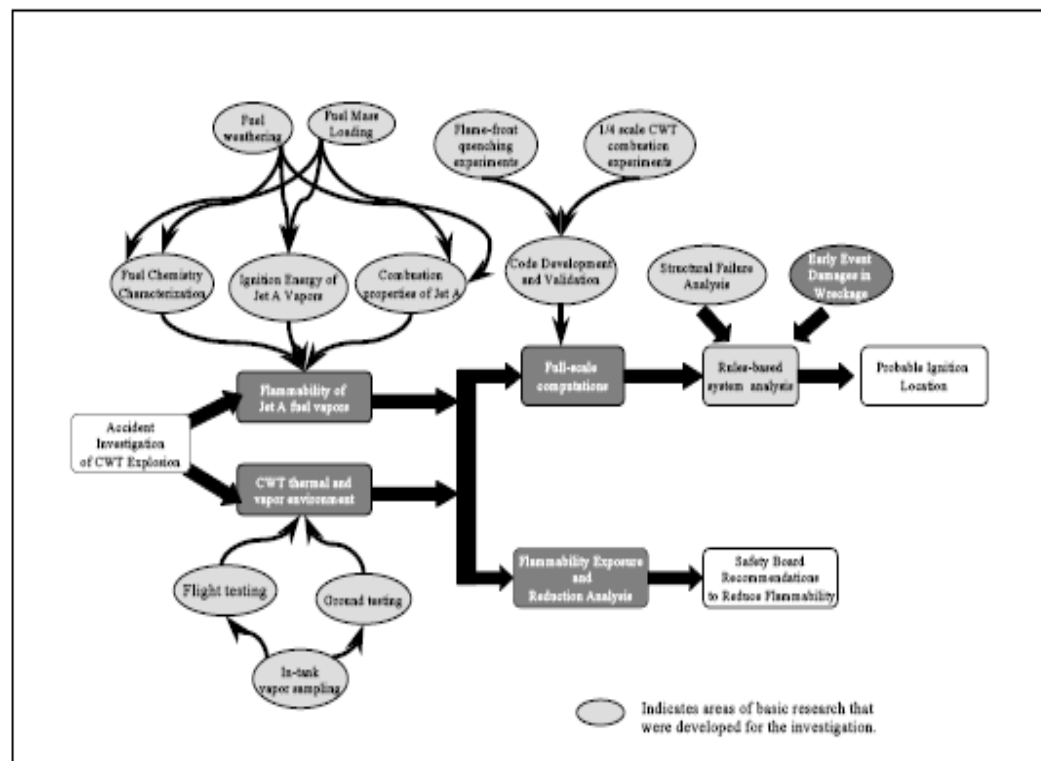 Fuel
weathering
Fuel Mass
Loading
Flame-front
quenching
experiments
1/4 scale CWT
combustion
experiments
Fuel Chemistry
Characterization
Ignition Energy of
Jet A Vapors
Combustion
properties of Jet A
Code Development
and Validation
Structural Failure
Analysis
Early Event
Damages in
Wreckage
Flammability of
Jet A fuel vapors
Full-scale
computations
Rules-based
system analysis
Probable Ignition
Location
Accident
Investigation
of CWT Explosion
CWT thermal and
vapor environment
Flammability Exposure
and
Reduction Analysis
Safety Board
Recommendations
to Reduce Flammability
Flight testing
Ground testing
In-tank
vapor sampling
Indicates areas of basic research that
were developed for the investigation.